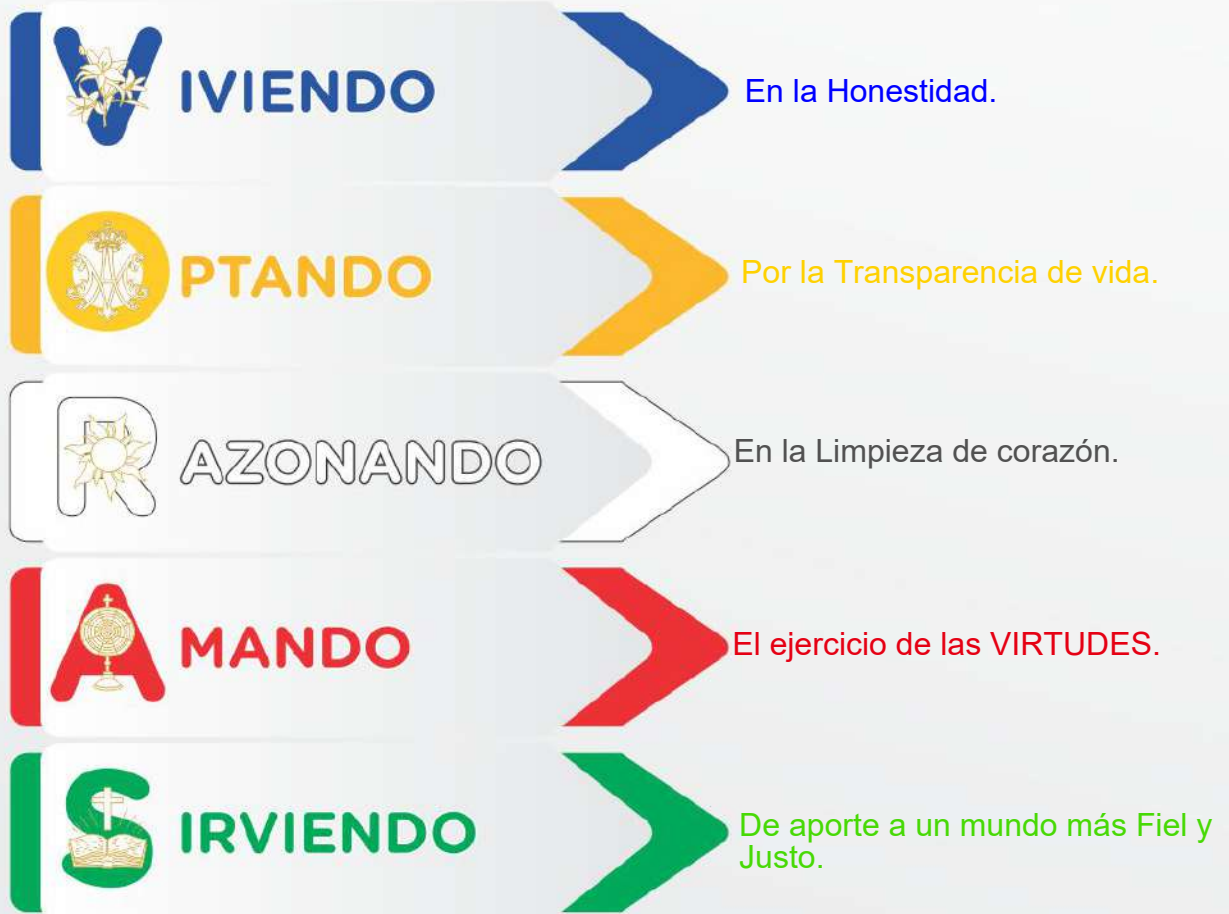 VIVIENDO
En la Honestidad.
OPTANDO
Por la Transparencia de vida.
RAZONANDO
En la Limpieza de corazón.
AMANDO
El ejercicio de las VIRTUDES.
SIRVIENDO
De aporte a un mundo más Fiel y
Justo.